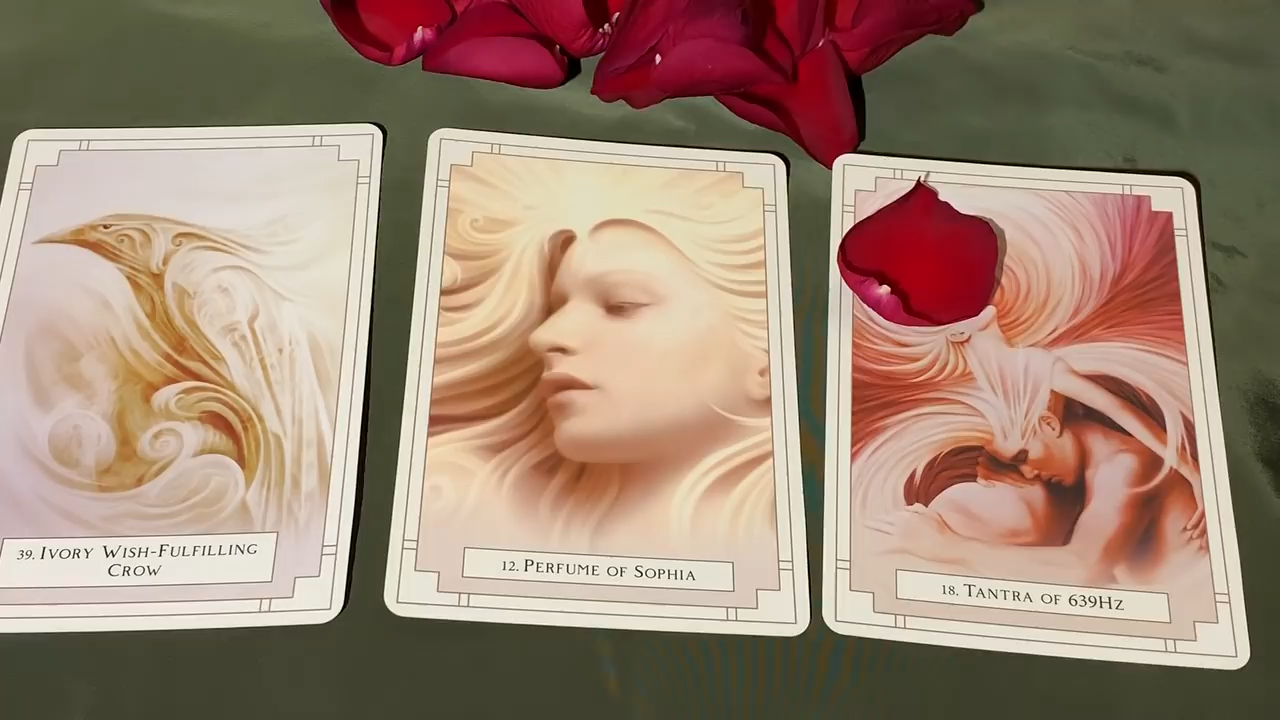 39. Ivory Wish-Fulfilling
Crow
12. Perfume of Sophia
18. Tantra of 639Hz